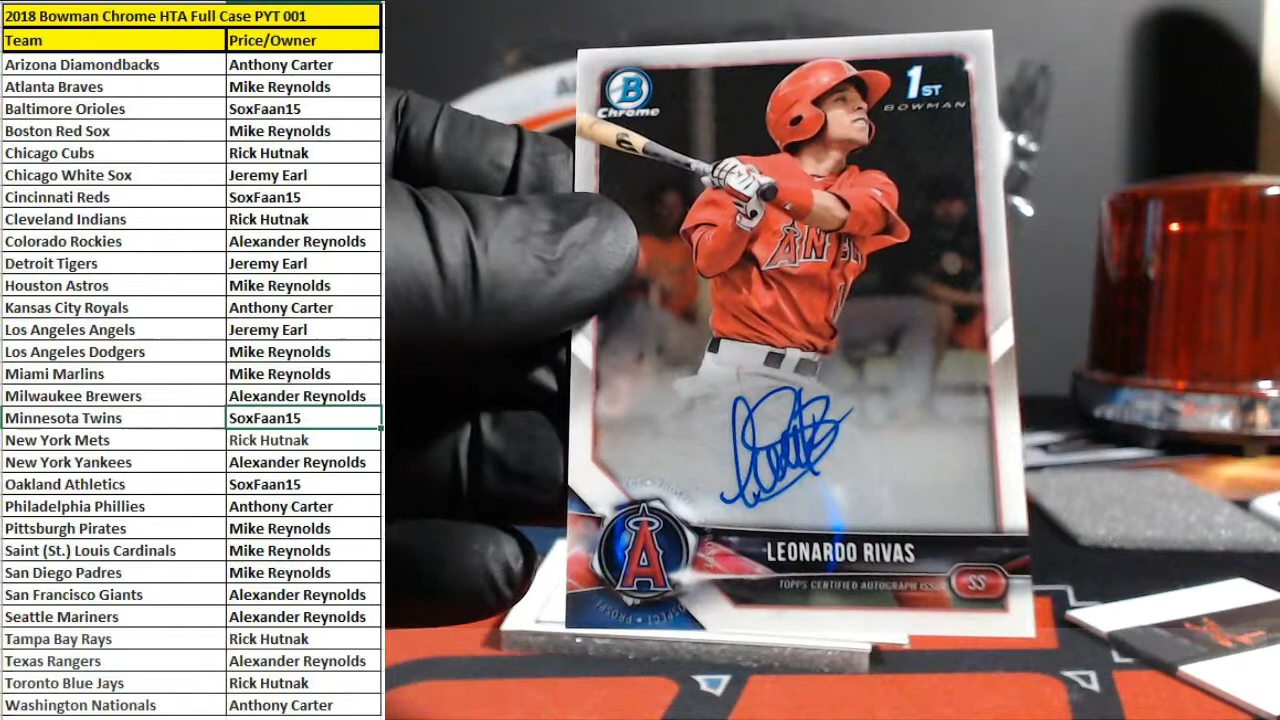 2018 Bowman Chrome HTA Full Case PYT 001
Team Price/Owner
Arizona Diamondbacks Anthony Carter
Atlanta Braves Mike Reynolds
Baltimore Orioles SoxFaan15
Boston Red Sox Mike Reynolds
Chicago Cubs Rick Hutnak
Chicago White Sox Jeremy Earl
Cincinnati Reds SoxFaan15
Cleveland Indians Rick Hutnak
Colorado Rockies Alexander Reynolds
Detroit Tigers Jeremy Earl
Houston Astros Mike Reynolds
Kansas City Royals Anthony Carter
Los Angeles Angels Jeremy Earl
Los Angeles Dodgers Mike Reynolds
Miami Marlins Mike Reynolds
Milwaukee Brewers Alexander Reynolds
Minnesota Twins SoxFaan15
New York Mets Rick Hutnak
New York Yankees Alexander Reynolds
Oakland Athletics SoxFaan15
Philadelphia Phillies Anthony Carter
Pittsburgh Pirates Mike Reynolds
Saint (St.) Louis Cardinals Mike Reynolds
San Diego Padres Mike Reynolds
San Francisco Giants Alexander Reynolds
Seattle Mariners Alexander Reynolds
Tampa Bay Rays Rick Hutnak
Texas Rangers Alexander Reynolds
Toronto Blue Jays Rick Hutnak
Washington Nationals Anthony Carter
B
Chrome
1ST
BOWMAN
A
LEONARDO RIVAS
TOPPS CERTIFIED AUTOGRAPH ISSUE
SS